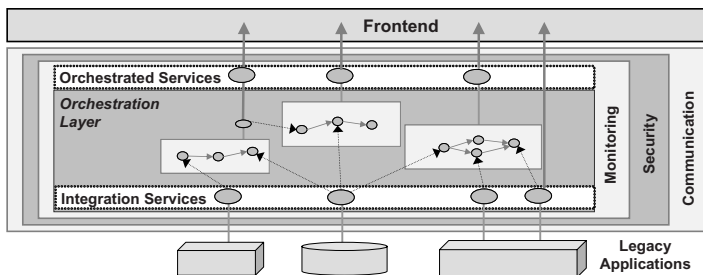 Frontend
Orchestrated Services
Orchestration
Layer
Integration Services
Monitoring
Security
Communication
Legacy
Applications